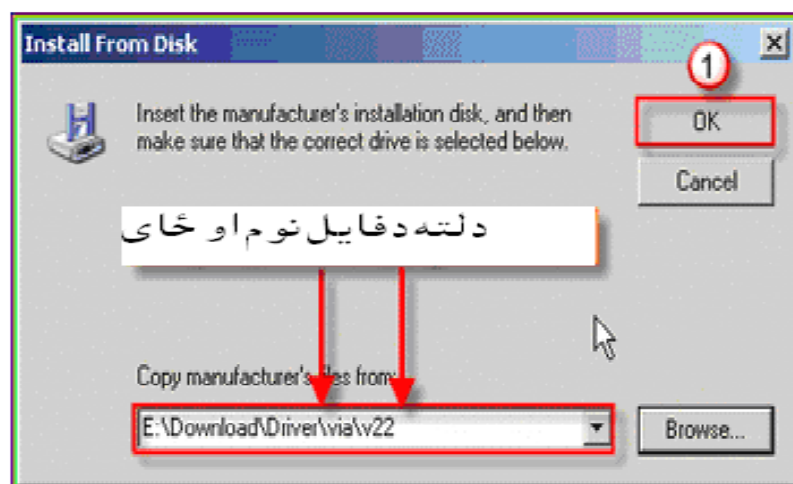 Install From Disk
1
Insert the manufacturer's installation disk, and then
make sure that the correct drive is selected below.
OK
Cancel
دلته دفایل نوم او ځای
Copy manufacturer's files from:
E:\Download\Driver\via\v22
Browse...